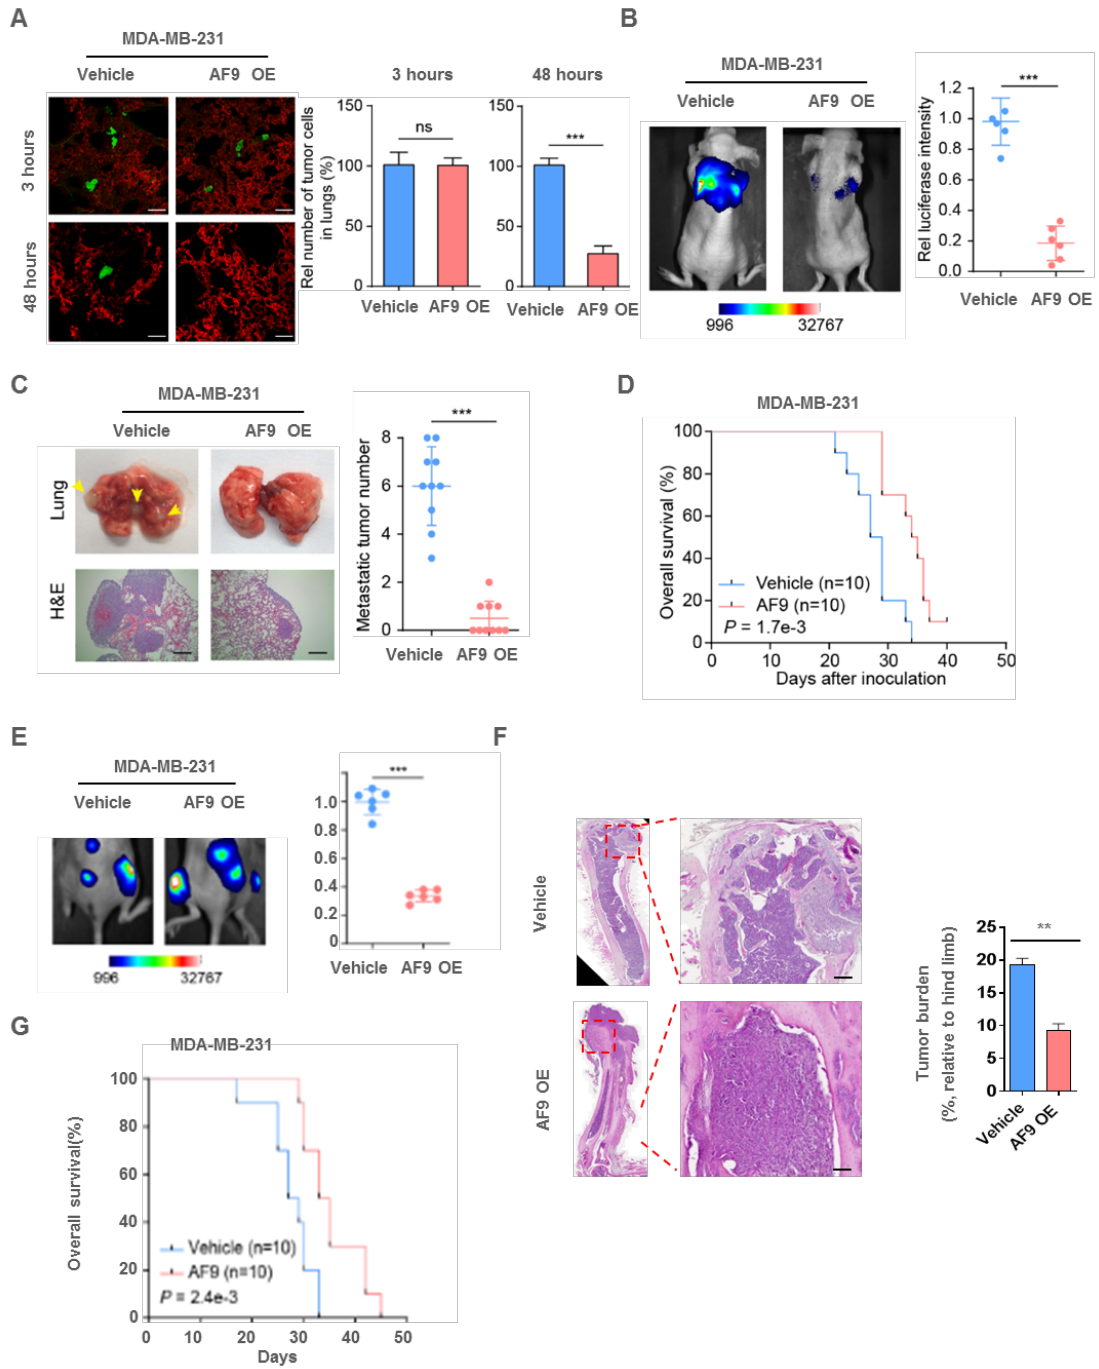 A
MDA-MB-231
Vehicle AF9 OE
3 hours
48 hours
3 hours 48 hours
Rel number of tumor cells
in lungs (%)
150 150
ns ***
100 100
50 50
0 0
Vehicle AF9 OE Vehicle AF9 OE
B
MDA-MB-231
Vehicle AF9 OE
996 32767
Rel luciferase intensity
***
1.2
1.0
0.8
0.6
0.4
0.2
0.0
Vehicle AF9 OE
C
MDA-MB-231
Vehicle AF9 OE
Lung
H&E
Metastatic tumor number
***
8
6
4
2
0
Vehicle AF9 OE
D
MDA-MB-231
Overall survival (%)
100
80
60
40
20
0
Vehicle (n=10)
AF9 (n=10)
P = 1.7e-3
0 10 20 30 40 50
Days after inoculation
E
MDA-MB-231
Vehicle AF9 OE
996 32767
***
1.0
0.8
0.6
0.4
0.2
0
Vehicle AF9 OE
F
Vehicle
AF9 OE
Tumor burden
(%, relative to hind limb)
**
25
20
15
10
5
0
Vehicle
AF9 OE
G
MDA-MB-231
Overall survival(%)
100
80
60
40
20
0
Vehicle (n=10)
AF9 (n=10)
P = 2.4e-3
0 10 20 30 40 50
Days